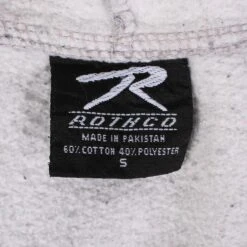 R
ROTHCO
MADE IN PAKISTAN
60% COTTON 40% POLYESTER
S